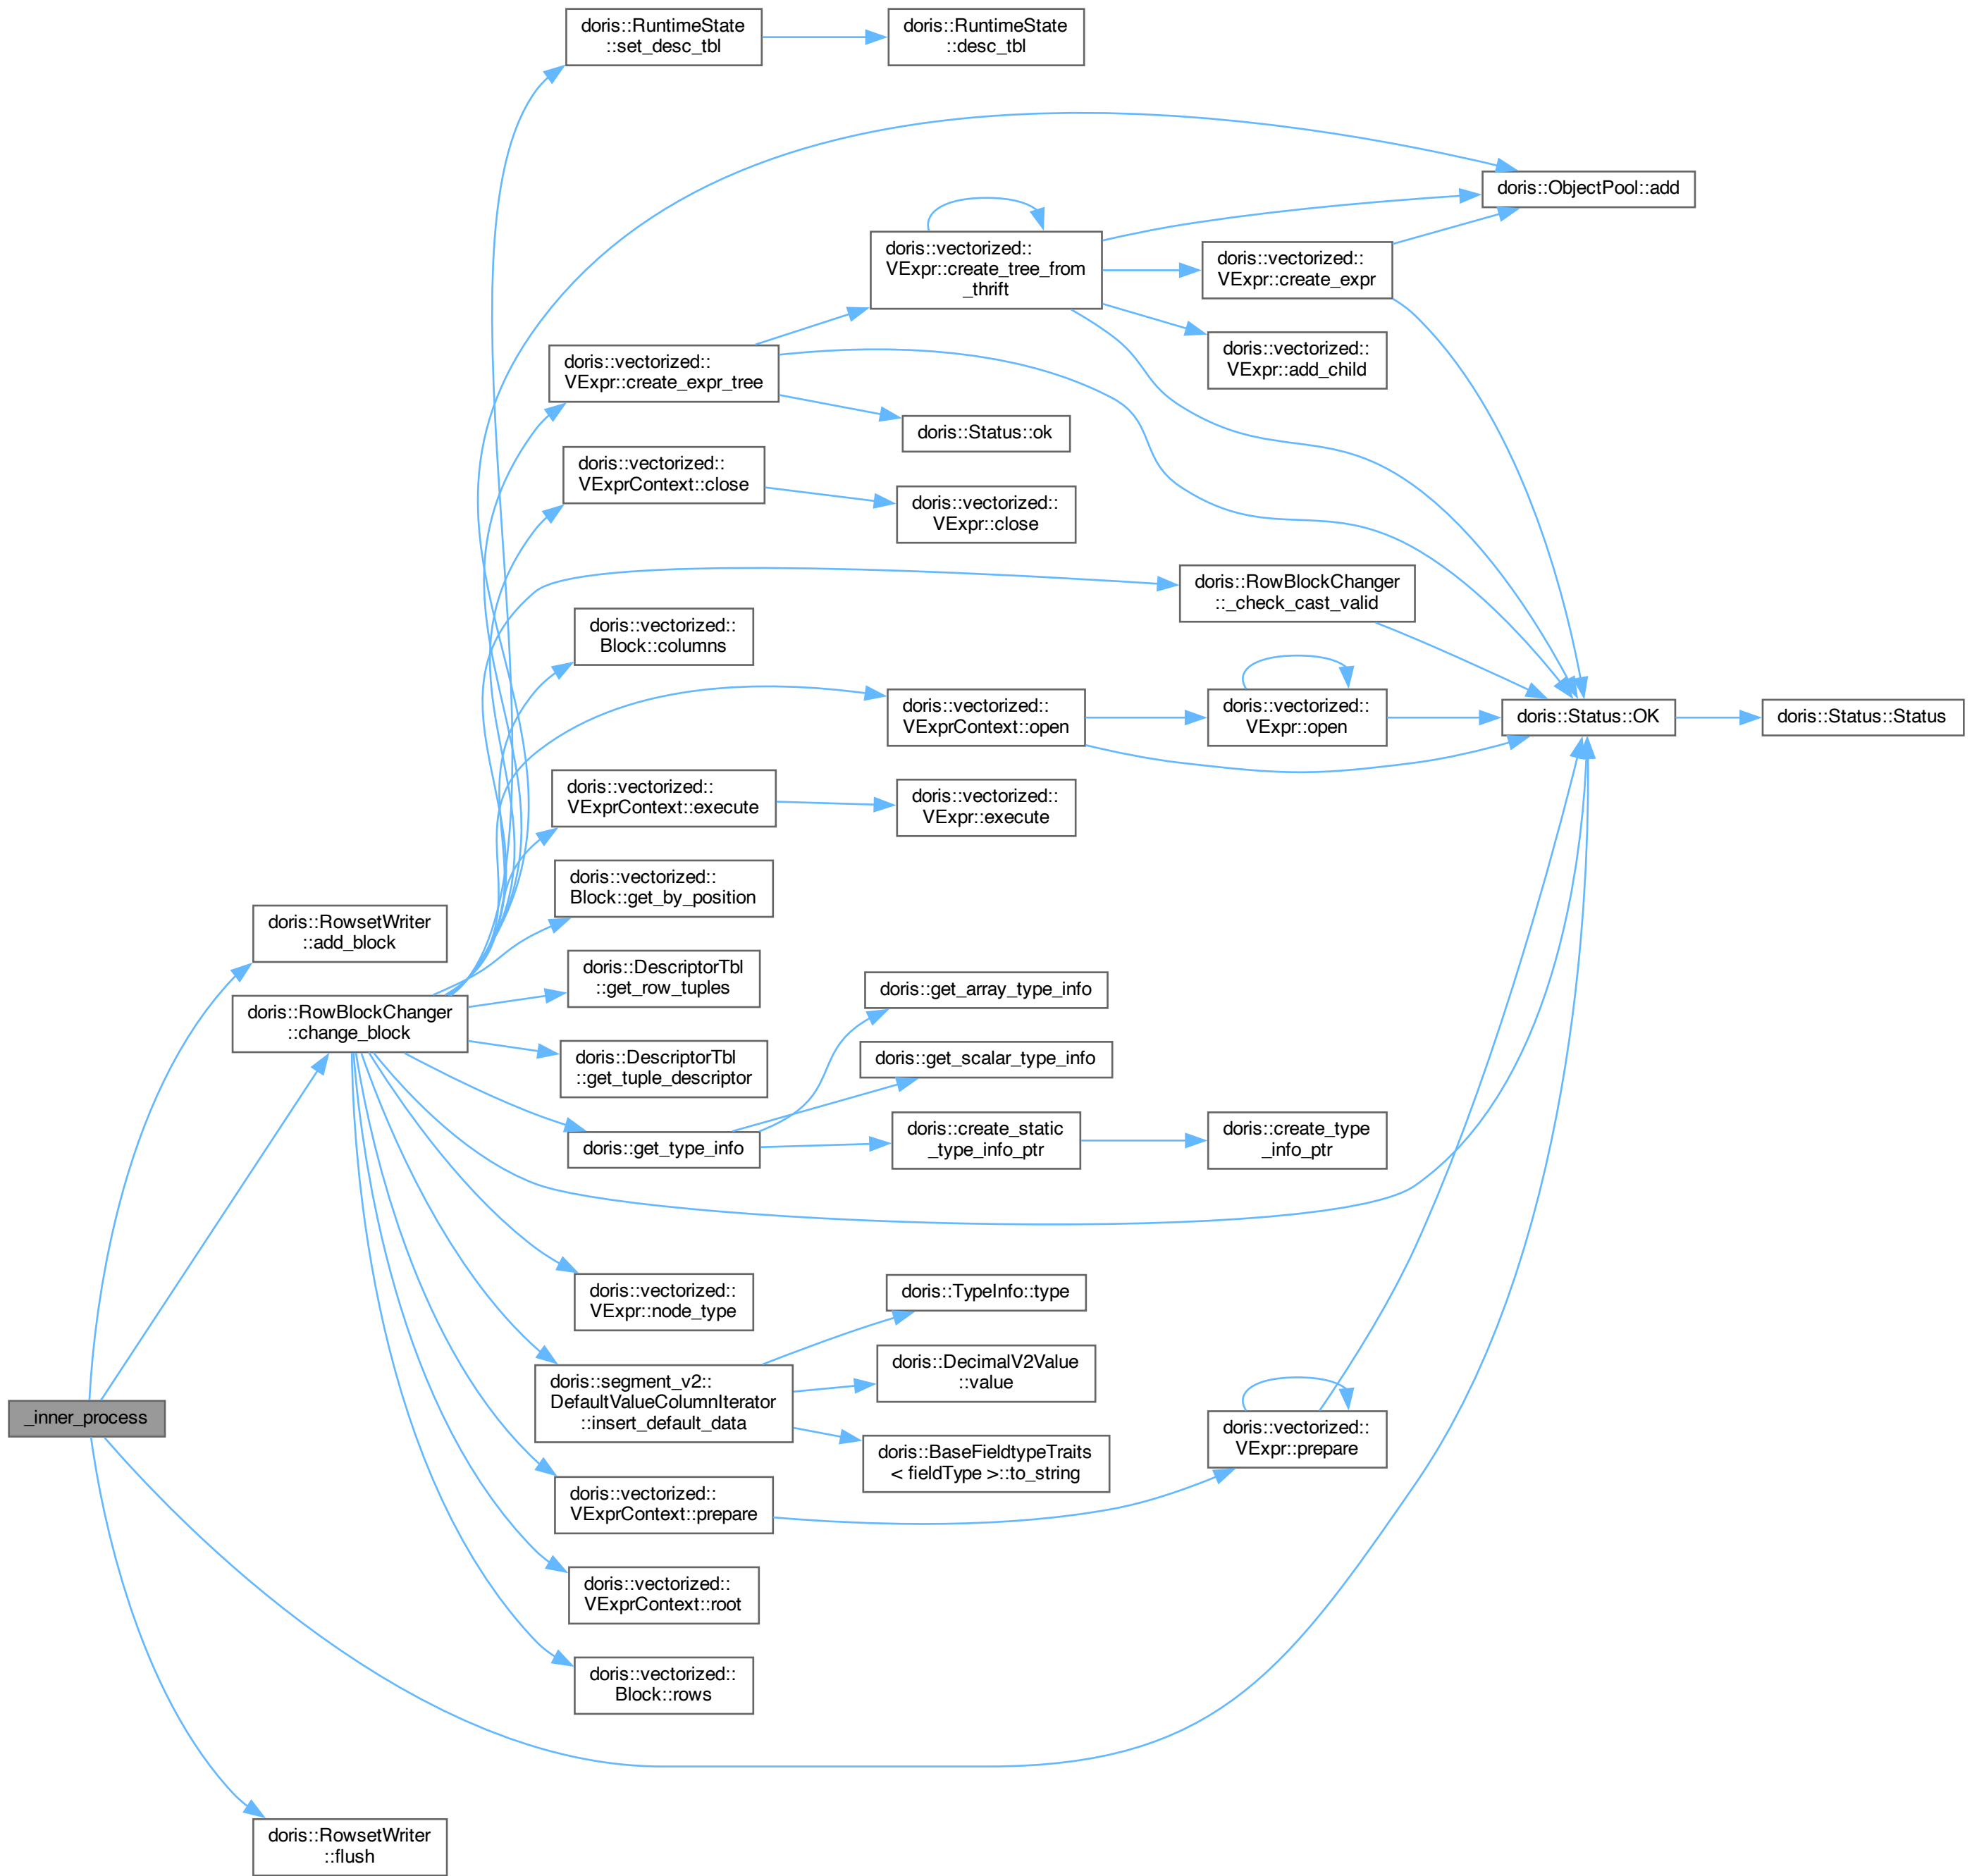 doris::RuntimeState
::set_desc_tbl
doris::RuntimeState
::desc_tbl
doris::ObjectPool::add
doris::vectorized::
VExpr::create_tree_from
_thrift
doris::vectorized::
VExpr::create_expr
doris::vectorized::
VExpr::add_child
doris::vectorized::
VExpr::create_expr_tree
doris::Status::ok
doris::vectorized::
VExprContext::close
doris::vectorized::
VExpr::close
doris::RowBlockChanger
::_check_cast_valid
doris::vectorized::
Block::columns
doris::vectorized::
VExprContext::open
doris::vectorized::
VExpr::open
doris::Status::OK
doris::Status::Status
doris::vectorized::
VExprContext::execute
doris::vectorized::
VExpr::execute
doris::vectorized::
Block::get_by_position
doris::RowsetWriter
::add_block
doris::DescriptorTbl
::get_row_tuples
doris::get_array_type_info
doris::RowBlockChanger
::change_block
doris::DescriptorTbl
::get_tuple_descriptor
doris::get_scalar_type_info
doris::get_type_info
doris::create_static
_type_info_ptr
doris::create_type
_info_ptr
doris::vectorized::
VExpr::node_type
doris::TypeInfo::type
doris::segment_v2::
DefaultValueColumnIterator
::insert_default_data
doris::DecimalV2Value
::value
_inner_process
doris::BaseFieldtypeTraits
< fieldType >::to_string
doris::vectorized::
VExpr::prepare
doris::vectorized::
VExprContext::prepare
doris::vectorized::
VExprContext::root
doris::vectorized::
Block::rows
doris::RowsetWriter
::flush